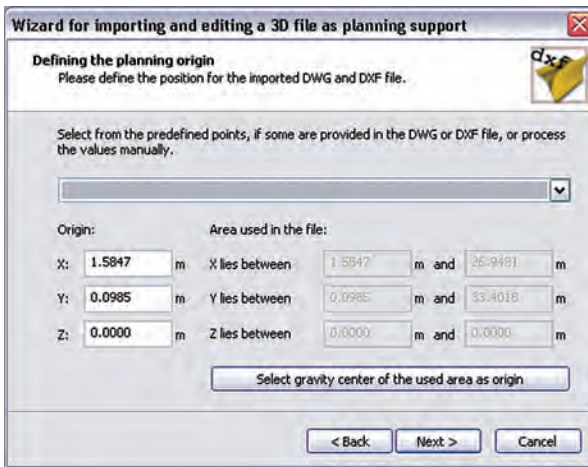 Wizard for importing and editing a 3D file as planning support
Defining the planning origin
Please define the position for the imported DWG and DXF file.
dxf
Select from the predefined points, if some are provided in the DWG or DXF file, or process
the values manually.
Origin: Area used in the file:
X: 1.5847 m X lies between 1.5847 m and 26.9481 m
Y: 0.0985 m Y lies between 0.0985 m and 33.4018 m
Z: 0.0000 m Z lies between 0.0000 m and 0.0000 m
Select gravity center of the used area as origin
< Back Next > Cancel